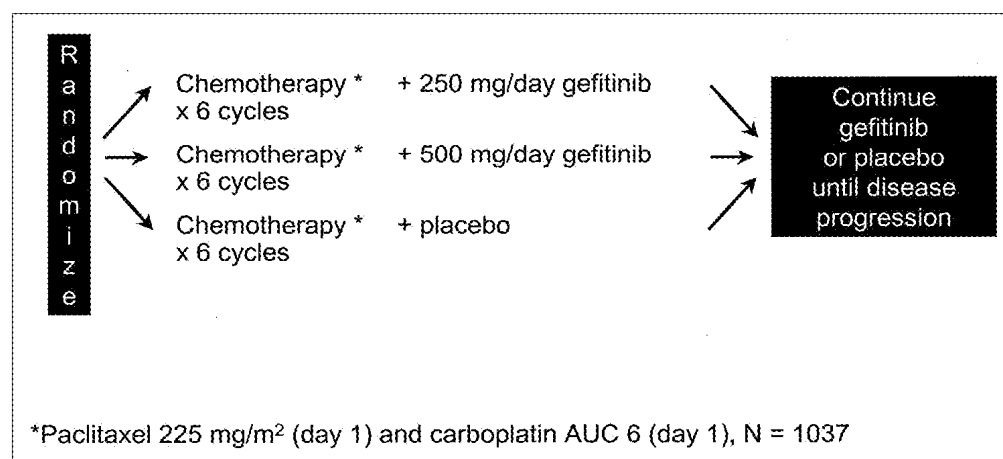 Randomize
Chemotherapy * + 250 mg/day gefitinib
x 6 cycles
Chemotherapy * + 500 mg/day gefitinib
x 6 cycles
Chemotherapy * + placebo
x 6 cycles
Continue
gefitinib
or placebo
until disease
progression
*Paclitaxel 225 mg/m² (day 1) and carboplatin AUC 6 (day 1), N = 1037